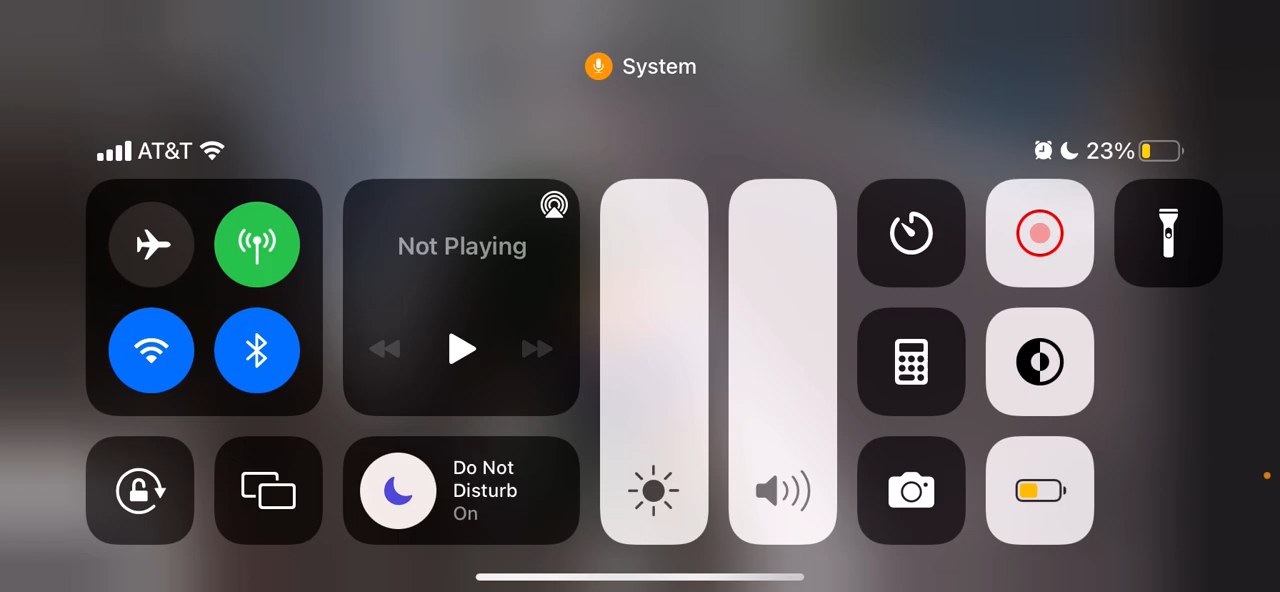 System
AT&T
23%
Not Playing
Do Not
Disturb
On